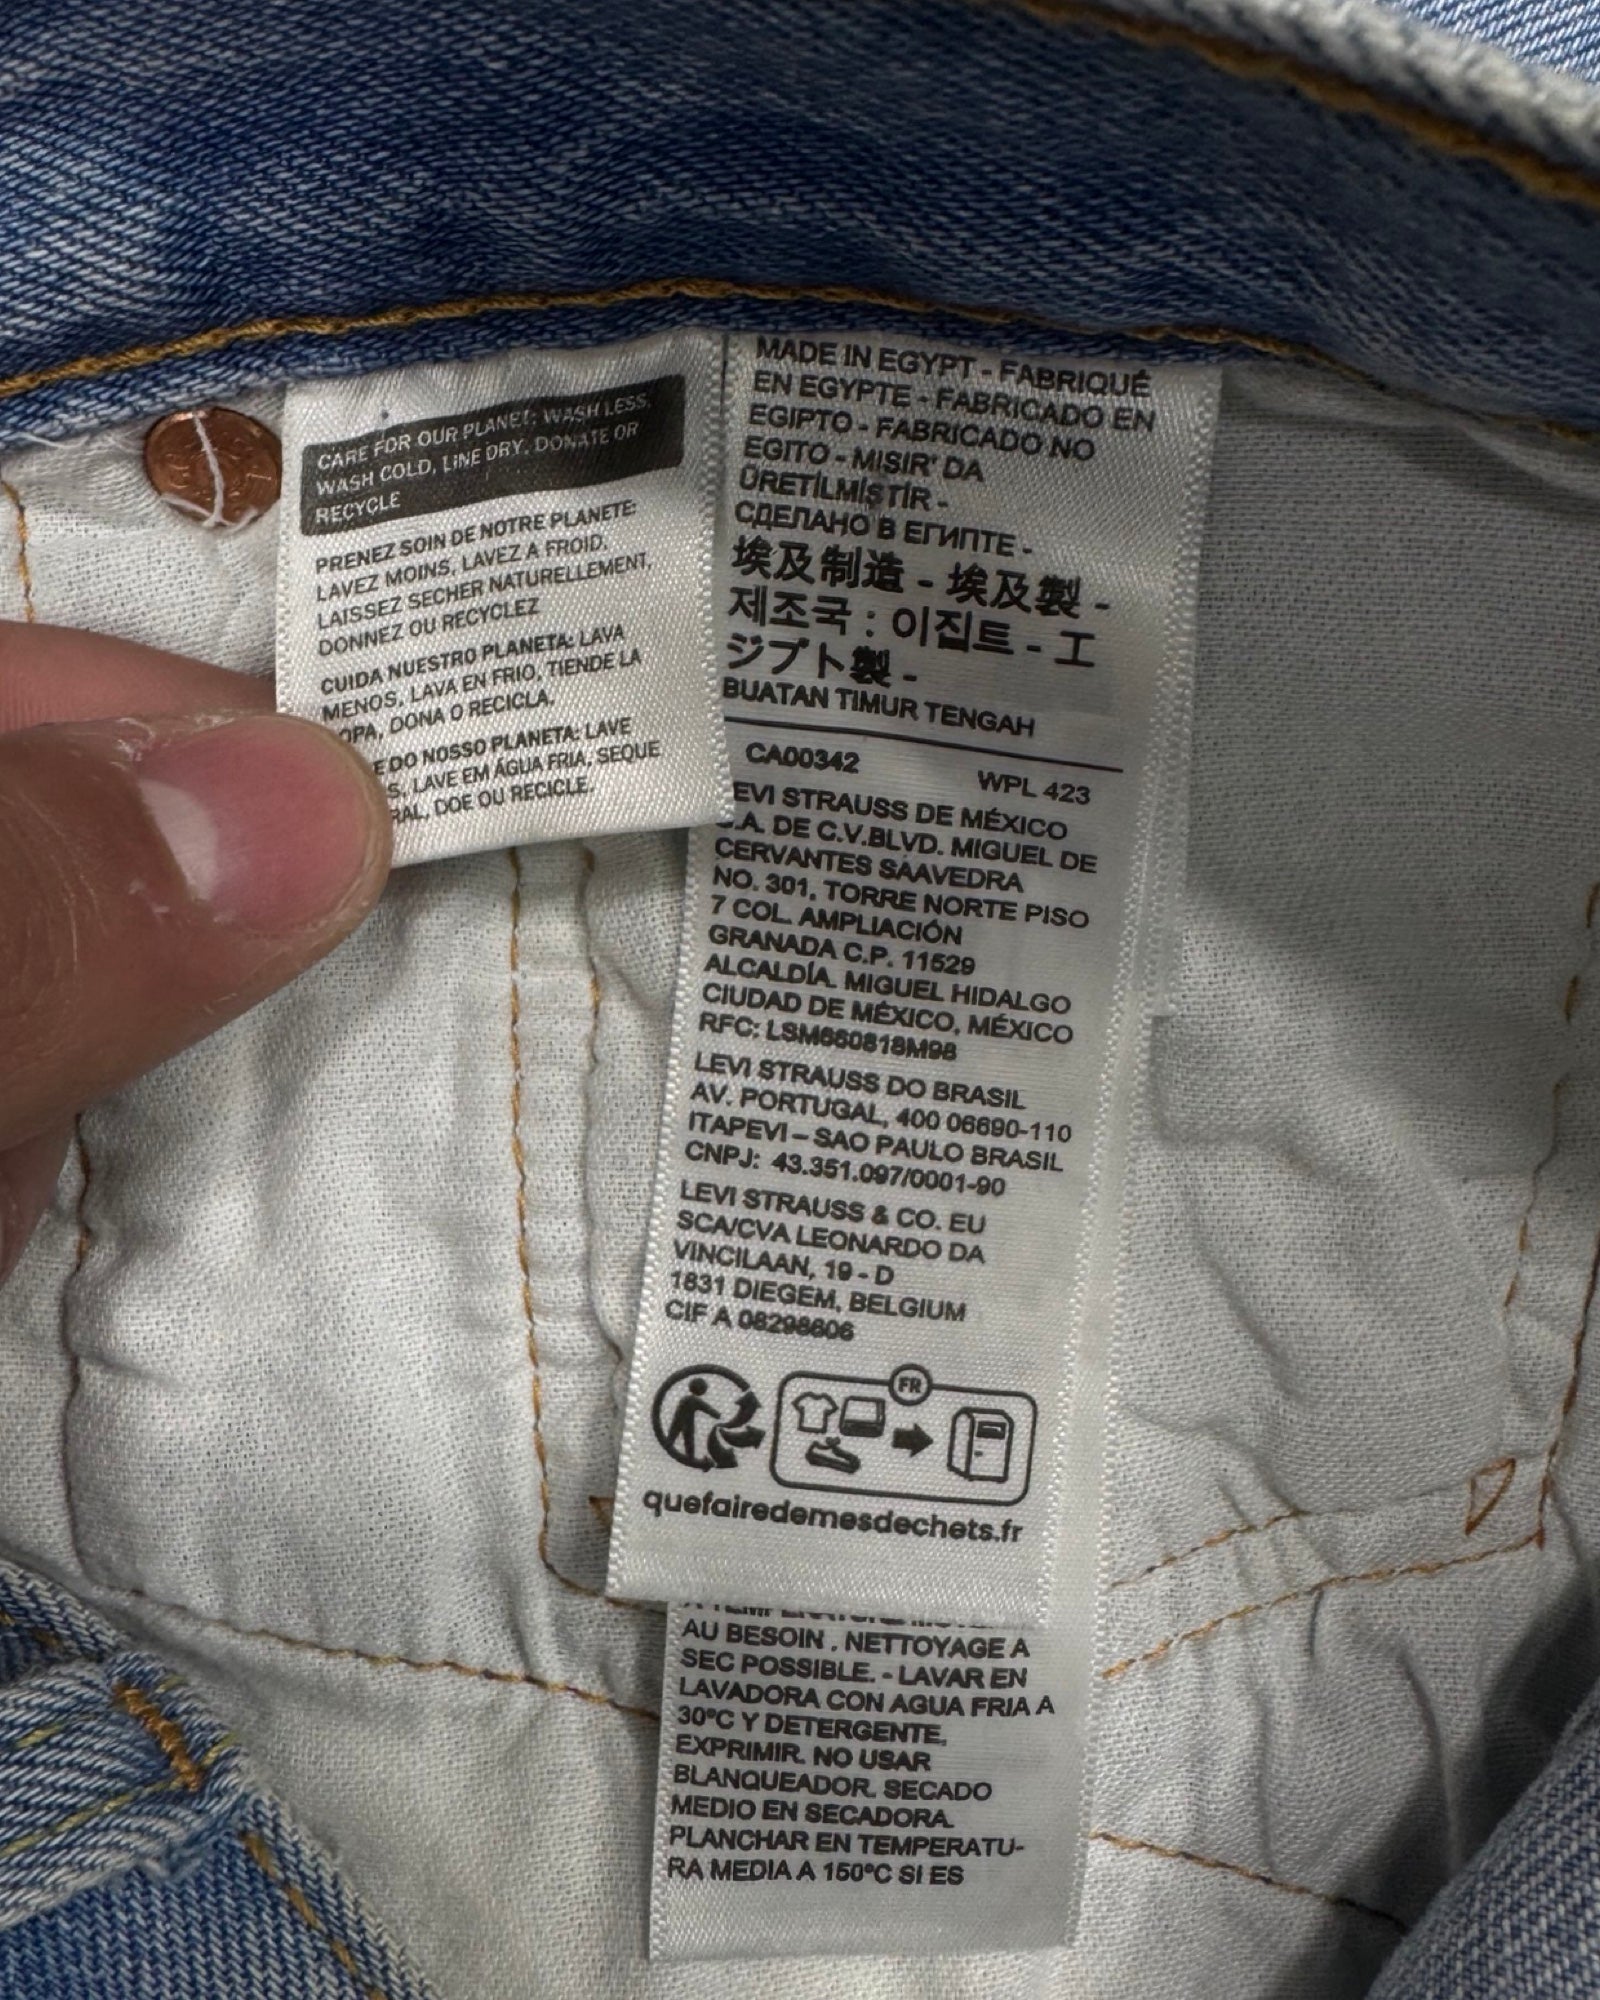 CARE FOR OUR PLANET: WASH LESS,
WASH COLD, LINE DRY, DONATE OR
RECYCLE
PRENEZ SOIN DE NOTRE PLANETE:
LAVEZ MOINS, LAVEZ A FROID,
LAISSEZ SECHER NATURELLEMENT,
DONNEZ OU RECYCLEZ
CUIDA NUESTRO PLANETA: LAVA
MENOS, LAVA EN FRIO, TIENDE LA
OPA, DONA O RECICLA.
E DO NOSSO PLANETA: LAVE
S, LAVE EM ÁGUA FRIA, SEQUE
RAL, DOE OU RECICLE.
MADE IN EGYPT - FABRIQUÉ
EN EGYPTE - FABRICADO EN
EGIPTO - FABRICADO NO
EGITO - MISIR' DA
ÜRETİLMİŞTİR -
СДЕЛАНО В ЕГИПТЕ -
埃及制造 - 埃及製 -
제조국 : 이집트 - エ
ジプト製 -
BUATAN TIMUR TENGAH
CA00342 WPL 423
EVI STRAUSS DE MÉXICO
S.A. DE C.V.BLVD. MIGUEL DE
CERVANTES SAAVEDRA
NO. 301, TORRE NORTE PISO
7 COL. AMPLIACIÓN
GRANADA C.P. 11529
ALCALDÍA. MIGUEL HIDALGO
CIUDAD DE MÉXICO, MÉXICO
RFC: LSM660818M98
LEVI STRAUSS DO BRASIL
AV. PORTUGAL, 400 06690-110
ITAPEVI – SAO PAULO BRASIL
CNPJ: 43.351.097/0001-90
LEVI STRAUSS & CO. EU
SCA/CVA LEONARDO DA
VINCILAAN, 19 - D
1831 DIEGEM, BELGIUM
CIF A 08298606
FR
quefairedemesdechets.fr
AU BESOIN . NETTOYAGE A
SEC POSSIBLE. - LAVAR EN
LAVADORA CON AGUA FRIA A
30ºC Y DETERGENTE,
EXPRIMIR. NO USAR
BLANQUEADOR. SECADO
MEDIO EN SECADORA.
PLANCHAR EN TEMPERATU-
RA MEDIA A 150ºC SI ES